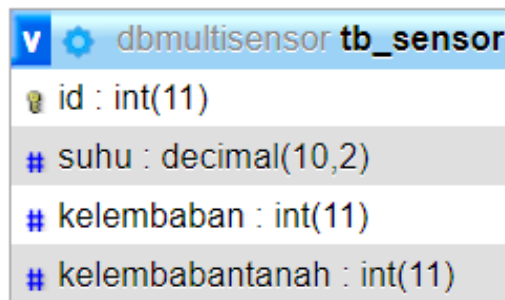 v dbmultisensor tb_sensor
id : int(11)
# suhu : decimal(10,2)
# kelembaban : int(11)
# kelembabantanah : int(11)